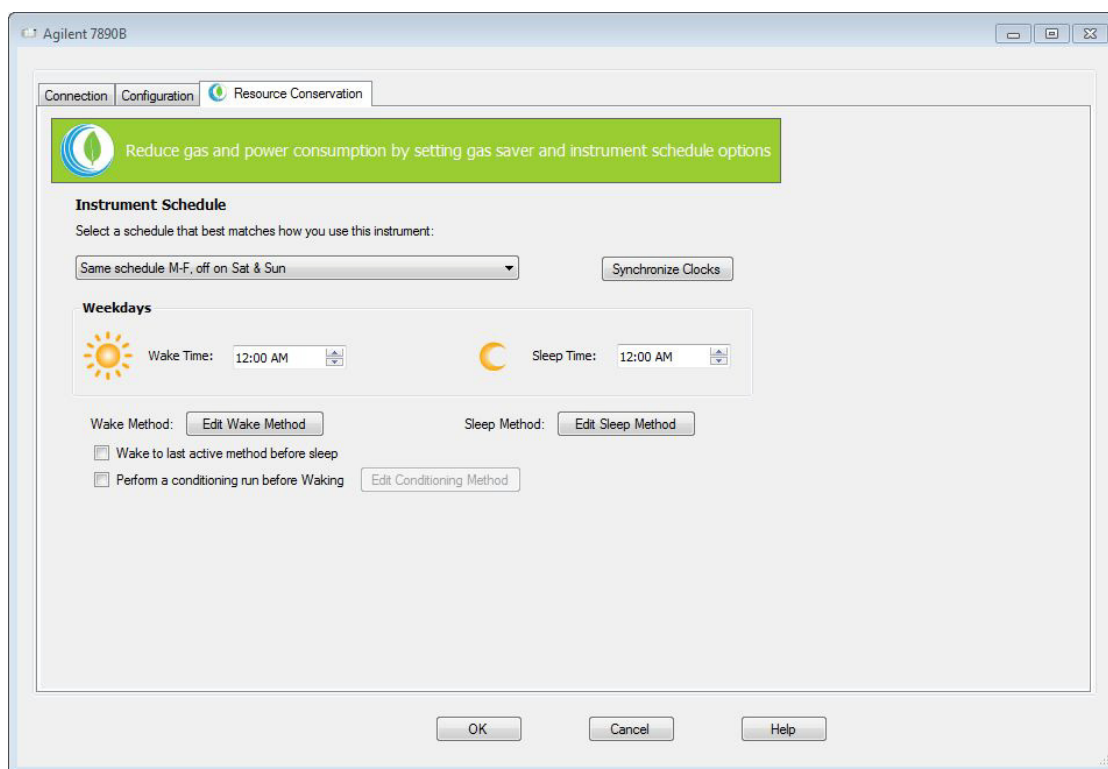 Agilent 7890B
Connection Configuration Resource Conservation
Reduce gas and power consumption by setting gas saver and instrument schedule options
Instrument Schedule
Select a schedule that best matches how you use this instrument:
Same schedule M-F, off on Sat & Sun Synchronize Clocks
Weekdays
Wake Time: 12:00 AM Sleep Time: 12:00 AM
Wake Method: Edit Wake Method Sleep Method: Edit Sleep Method
Wake to last active method before sleep
Perform a conditioning run before Waking Edit Conditioning Method
OK Cancel Help